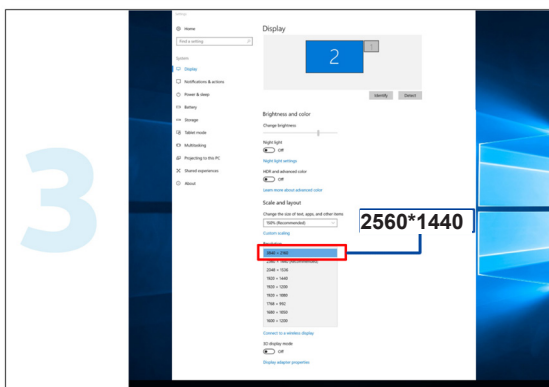 3
Home
Find a setting
System
Display
Notifications & actions
Power & sleep
Battery
Storage
Tablet mode
Multitasking
Projecting to this PC
Shared experiences
About
Display
2
1
Identify
Detect
Brightness and color
Change brightness
Night light
Off
Night light settings
HDR and advanced color
Off
Learn more about advanced color
Scale and layout
Change the size of text, apps, and other items
(Recommended)
Custom scaling
2560*1440
2048 × 1536
1920 × 1440
1920 × 1200
1920 × 1080
1768 × 992
1680 × 1050
1600 × 1200
Connect to a wireless display
3D display mode
Off
Display adapter properties